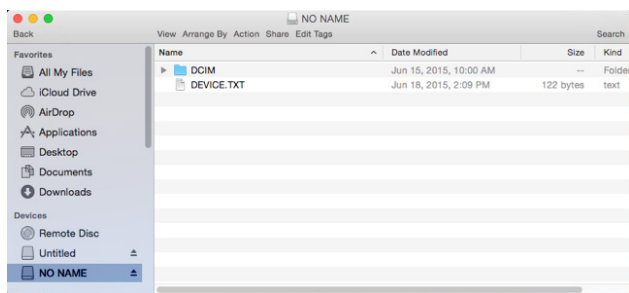 NO NAME
Back View Arrange By Action Share Edit Tags Search
Favorites
All My Files
iCloud Drive
AirDrop
Applications
Desktop
Documents
Downloads
Devices
Remote Disc
Untitled
NO NAME
Name Date Modified Size Kind
DCIM Jun 15, 2015, 10:00 AM -- Folde
DEVICE.TXT Jun 18, 2015, 2:09 PM 122 bytes text